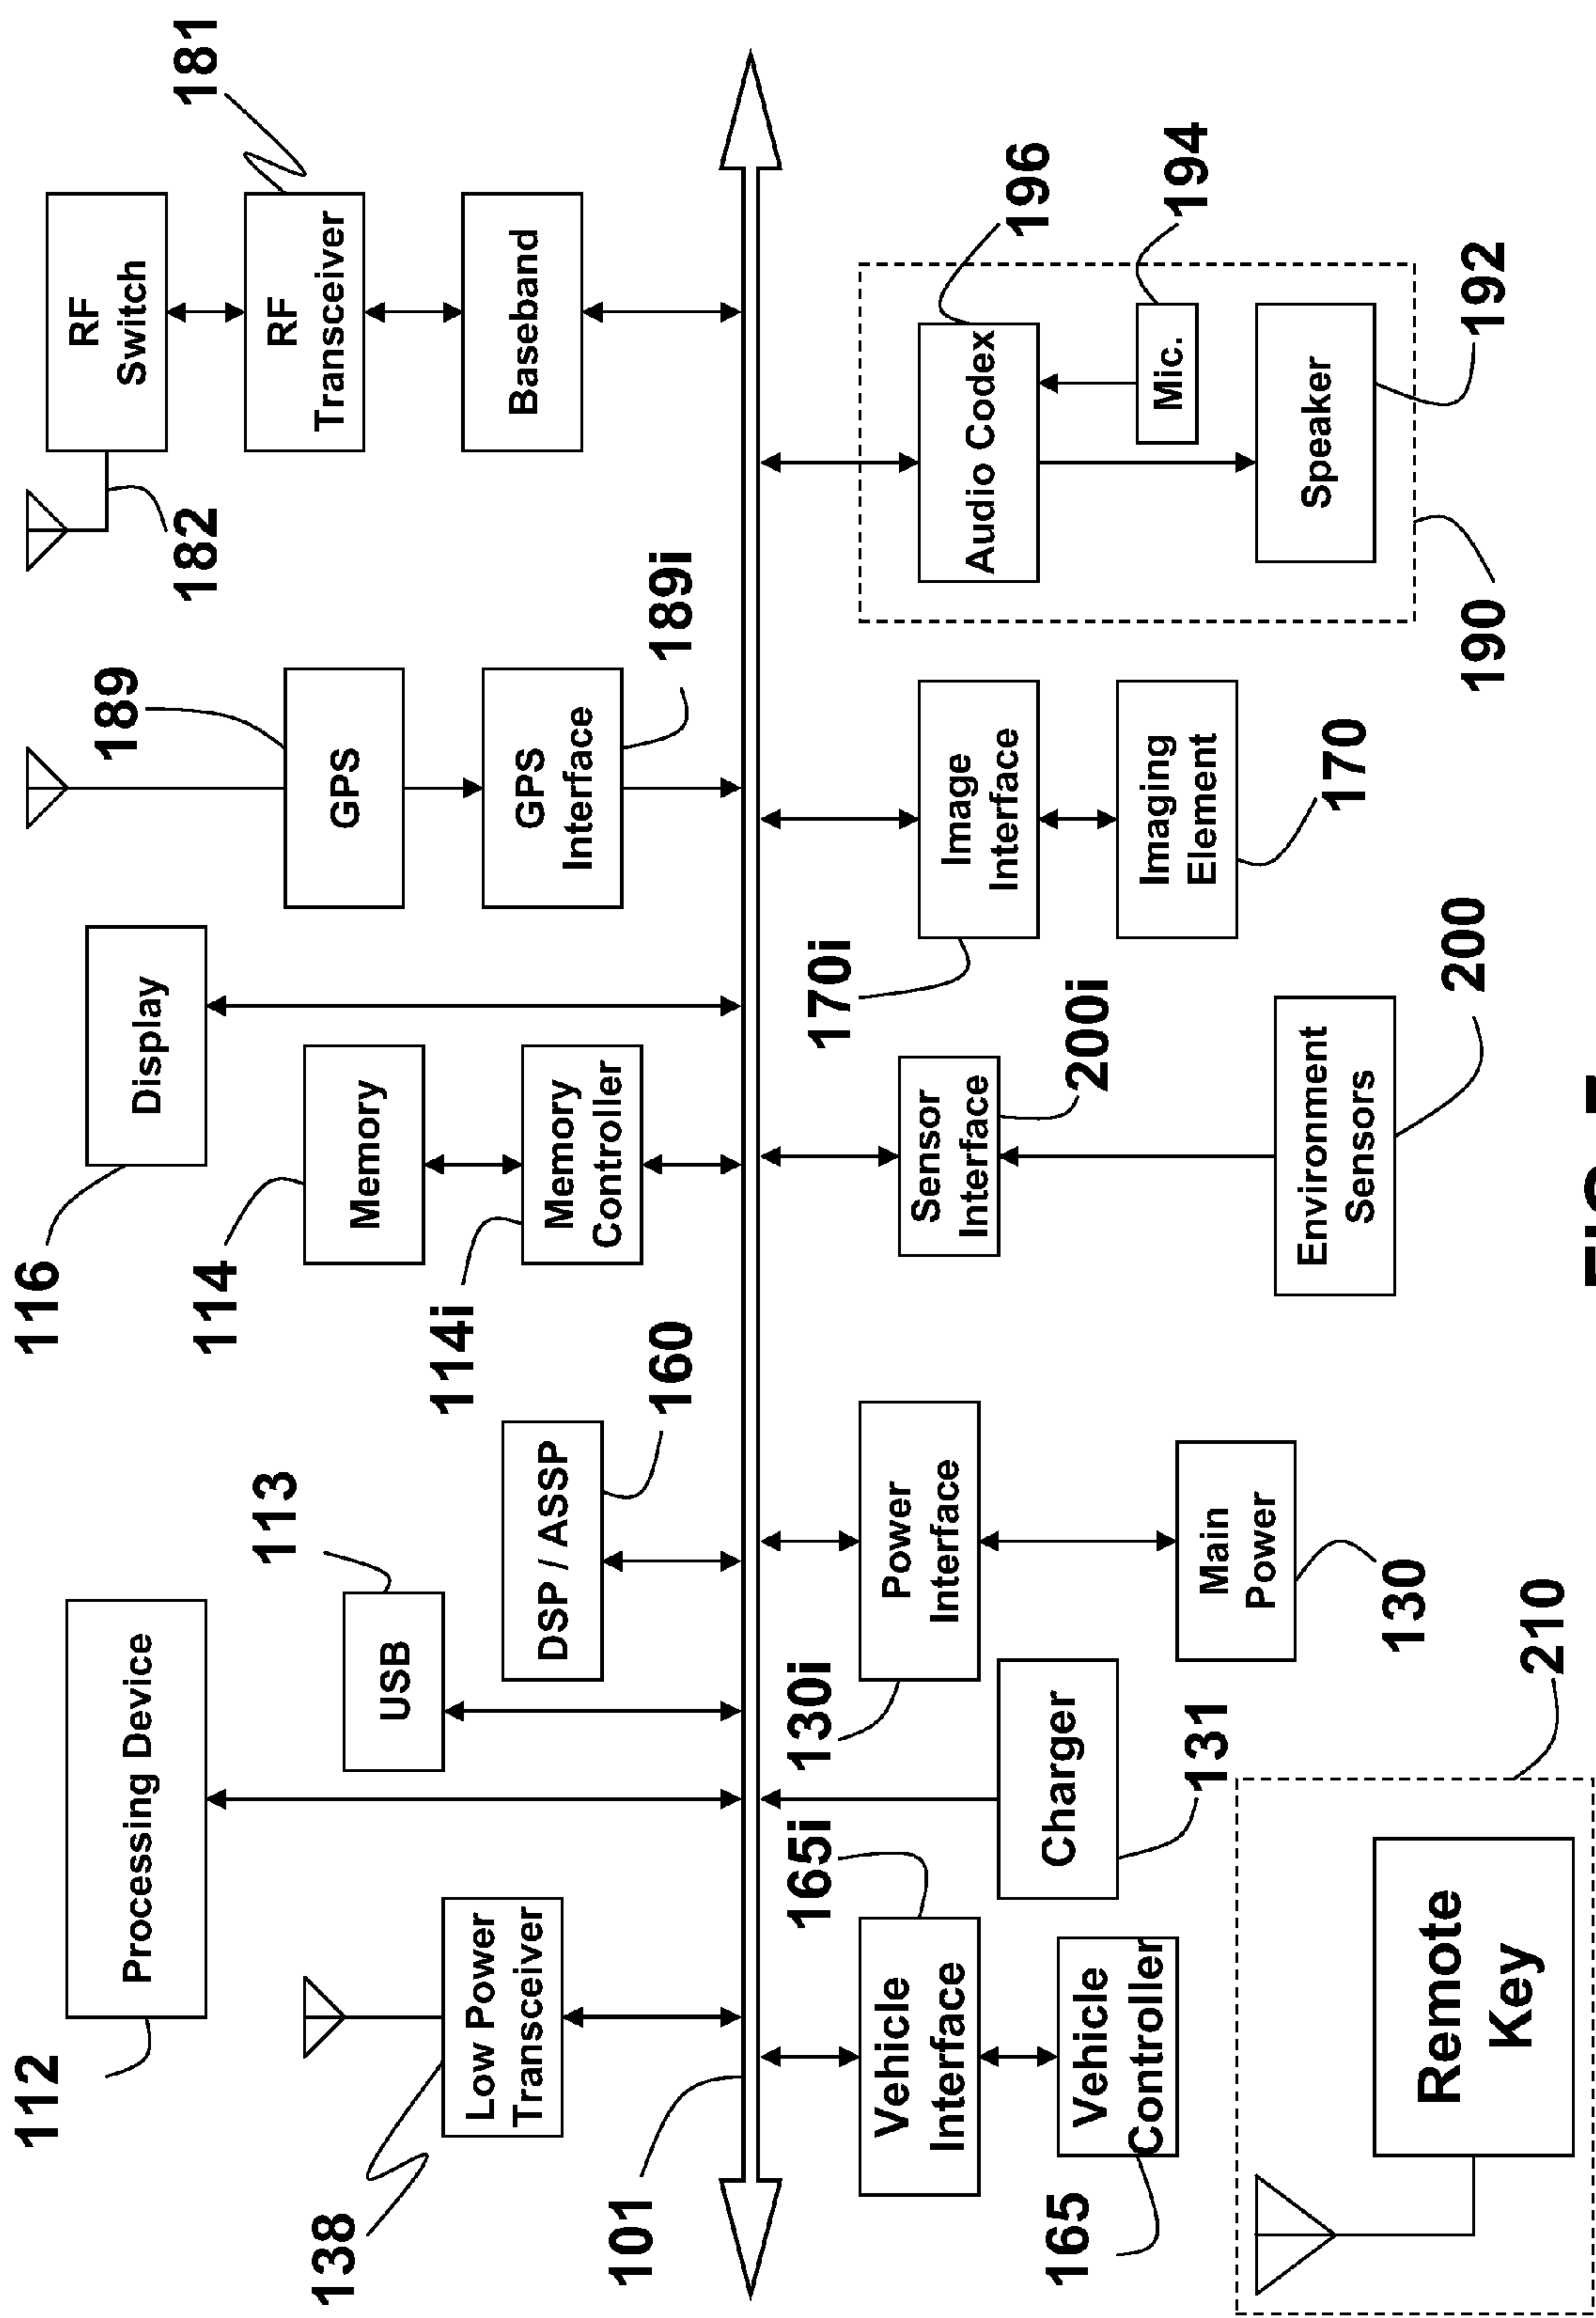 112
Processing Device
116
Display
189
GPS
182
RF
Switch
181
RF
Transceiver
138
Low Power
Transceiver
113
USB
DSP / ASSP
160
114
Memory
114i
Memory
Controller
GPS
Interface
189i
Baseband
101
165i
Vehicle
Interface
165
Vehicle
Controller
Charger
131
130i
Power
Interface
Main
Power
130
Sensor
Interface
200i
Environment
Sensors
200
170i
Image
Interface
Imaging
Element
170
Audio Codex
196
Mic.
194
Speaker
192
190
Remote
Key
210